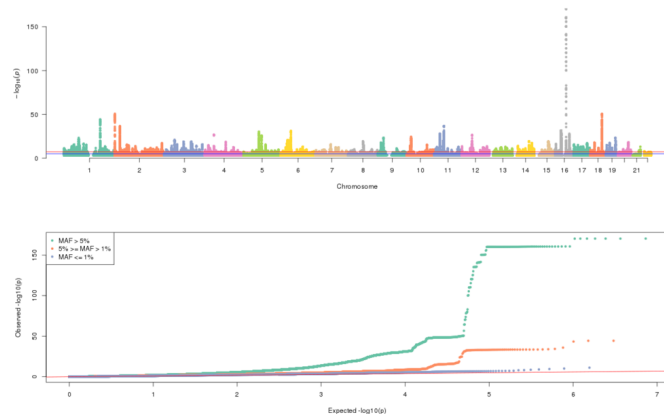 150
100
50
0
−log₁₀(p)
1 2 3 4 5 6 7 8 9 10 11 12 13 14 15 16 17 18 19 21
Chromosome
MAF > 5%
5% >= MAF > 1%
MAF <= 1%
150
100
50
0
Observed -log10(p)
0 1 2 3 4 5 6 7
Expected -log10(p)